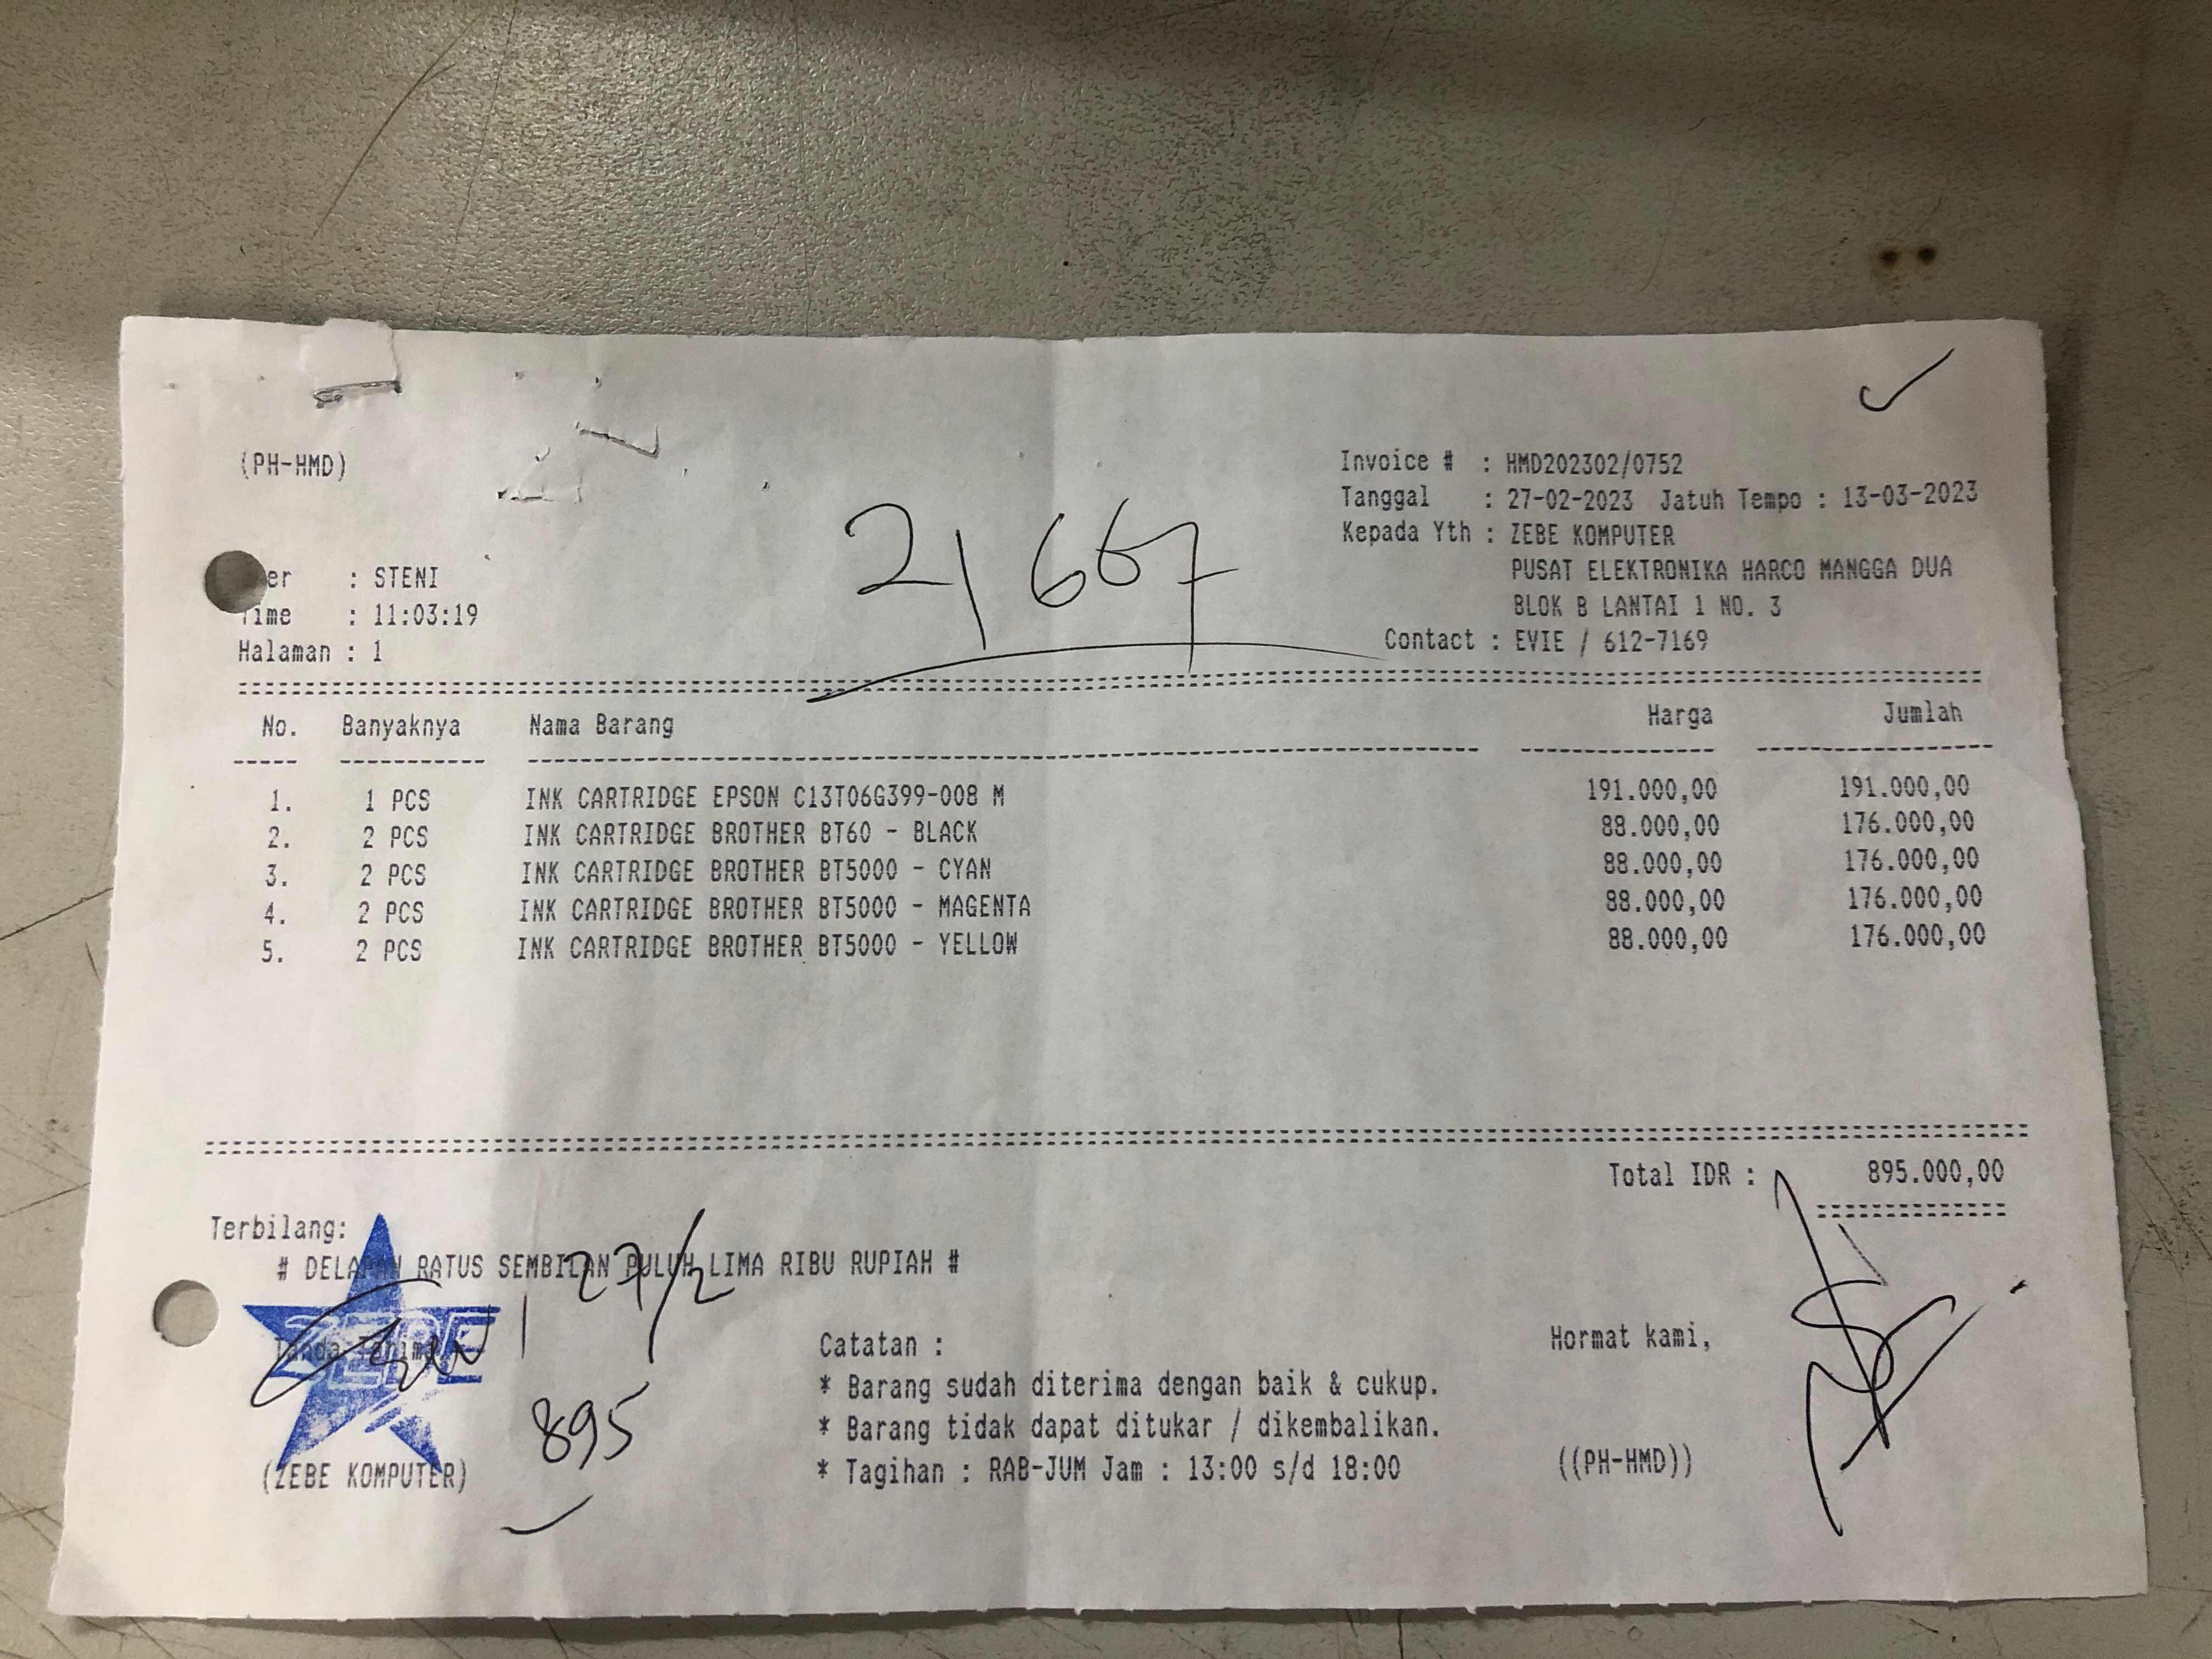 (PH-HMD)
Invoice # : HMD202302/0752
Tanggal : 27-02-2023 Jatuh Tempo : 13-03-2023
Kepada Yth : ZEBE KOMPUTER
PUSAT ELEKTRONIKA HARCO MANGGA DUA
BLOK B LANTAI 1 NO. 3
Contact : EVIE / 612-7169
21667
: STENI
Time : 11:03:19
Halaman : 1
No. Banyaknya Nama Barang Harga Jumlah
1. 1 PCS INK CARTRIDGE EPSON C13T06G399-008 M 191.000,00 191.000,00
2. 2 PCS INK CARTRIDGE BROTHER BT60 - BLACK 88.000,00 176.000,00
3. 2 PCS INK CARTRIDGE BROTHER BT5000 - CYAN 88.000,00 176.000,00
4. 2 PCS INK CARTRIDGE BROTHER BT5000 - MAGENTA 88.000,00 176.000,00
5. 2 PCS INK CARTRIDGE BROTHER BT5000 - YELLOW 88.000,00 176.000,00
Total IDR : 895.000,00
Terbilang:
# DELAPAN RATUS SEMBILAN PULUH LIMA RIBU RUPIAH #
27/2
Tanda Terima,
ZEBE
895
(ZEBE KOMPUTER)
Catatan :
* Barang sudah diterima dengan baik & cukup.
* Barang tidak dapat ditukar / dikembalikan.
* Tagihan : RAB-JUM Jam : 13:00 s/d 18:00
Hormat kami,
((PH-HMD))